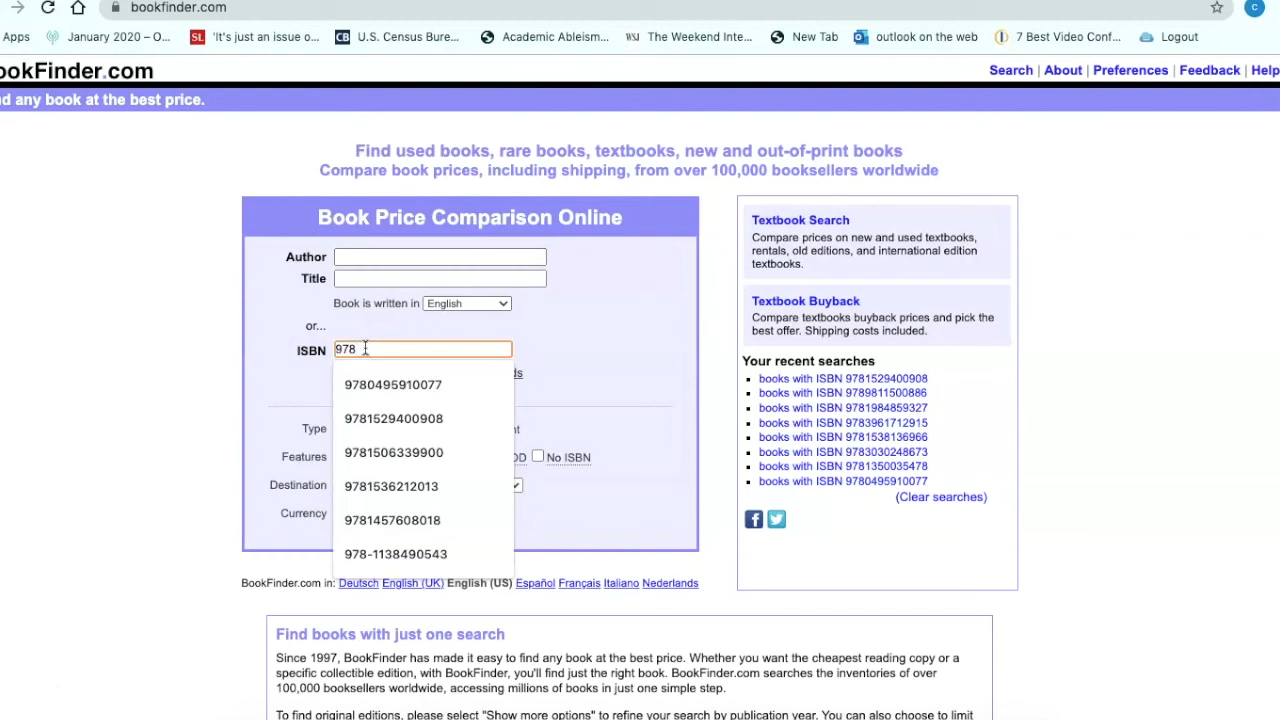 bookfinder.com
C
Apps January 2020 – O... SL 'It's just an issue o... CB U.S. Census Bure... Academic Ableism... WSJ The Weekend Inte... New Tab outlook on the web 7 Best Video Conf... Logout
ookFinder.com
Search | About | Preferences | Feedback | Help
d any book at the best price.
Find used books, rare books, textbooks, new and out-of-print books
Compare book prices, including shipping, from over 100,000 booksellers worldwide
Book Price Comparison Online
Author
Title
Book is written in English
or...
ISBN 978
ds
9780495910077
9781529400908
9781506339900
9781536212013
9781457608018
978-1138490543
Type nt
Features OD No ISBN
Destination
Currency
Textbook Search
Compare prices on new and used textbooks,
rentals, old editions, and international edition
textbooks.
Textbook Buyback
Compare textbooks buyback prices and pick the
best offer. Shipping costs included.
Your recent searches
books with ISBN 9781529400908
books with ISBN 9789811500886
books with ISBN 9781984859327
books with ISBN 9783961712915
books with ISBN 9781538136966
books with ISBN 9783030248673
books with ISBN 9781350035478
books with ISBN 9780495910077
(Clear searches)
BookFinder.com in: Deutsch English (UK) English (US) Español Français Italiano Nederlands
Find books with just one search
Since 1997, BookFinder has made it easy to find any book at the best price. Whether you want the cheapest reading copy or a
specific collectible edition, with BookFinder, you'll find just the right book. BookFinder.com searches the inventories of over
100,000 booksellers worldwide, accessing millions of books in just one simple step.
To find original editions, please select "Show more options" to refine your search by publication year. You can also choose to limit